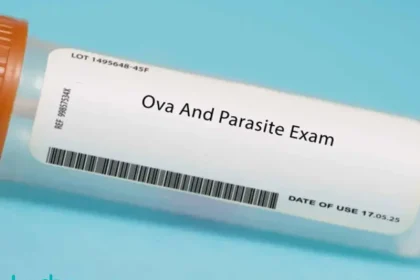 LOT 1495648-45F
REF 99857534X
Ova And Parasite Exam
DATE OF USE 17.05.25